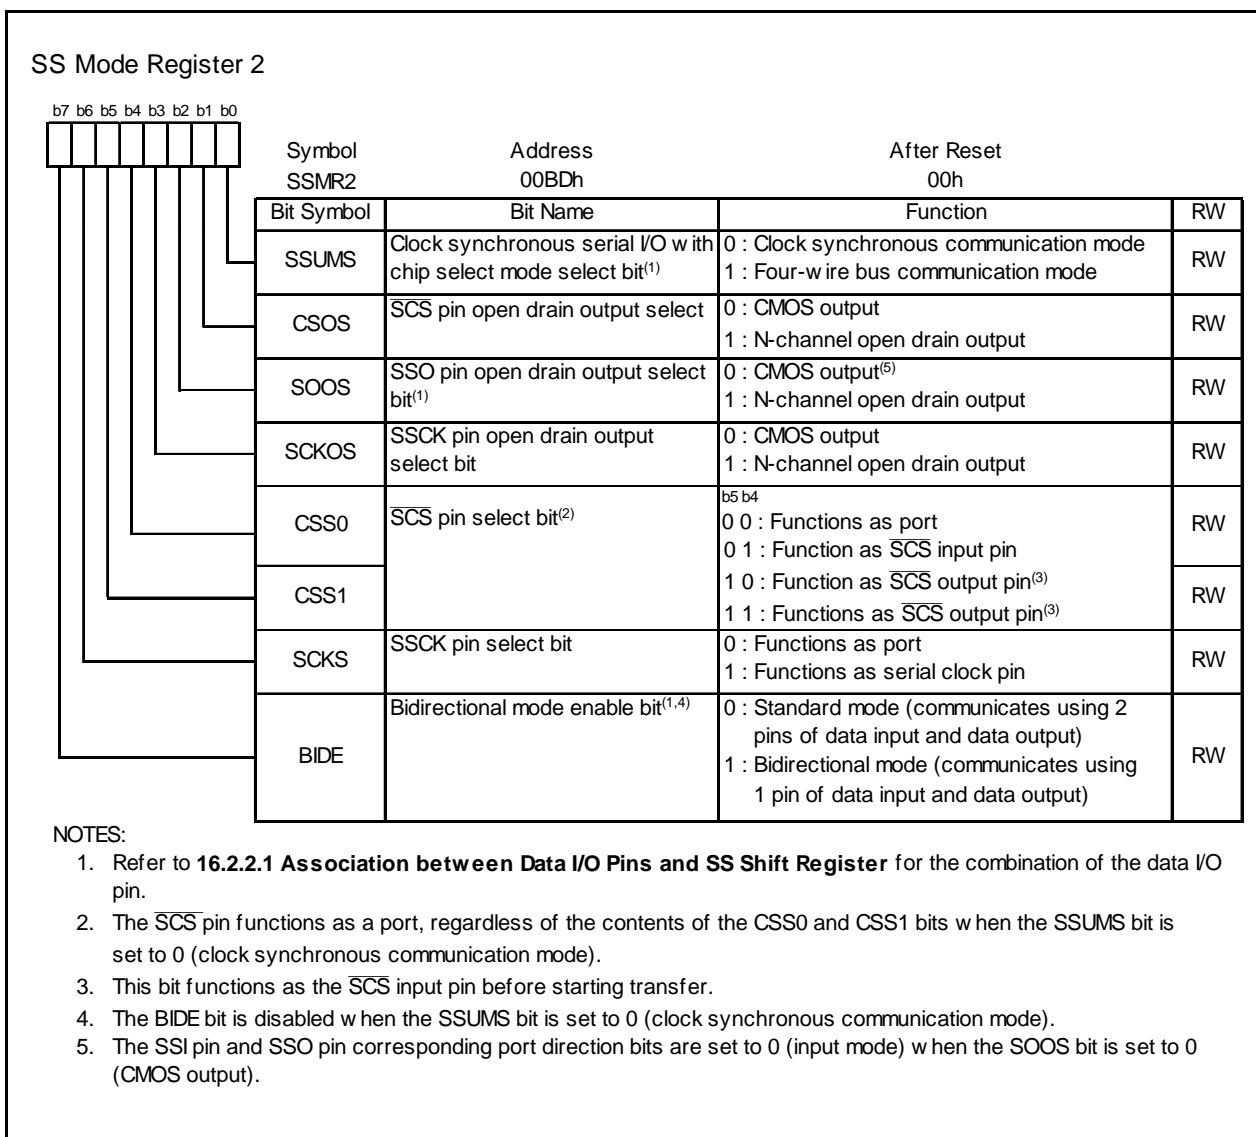 SS Mode Register 2
b7 b6 b5 b4 b3 b2 b1 b0
Symbol Address After Reset
SSMR2 00BDh 00h
Bit Symbol Bit Name Function RW
SSUMS Clock synchronous serial I/O with chip select mode select bit(1) 0 : Clock synchronous communication mode RW
1 : Four-wire bus communication mode
CSOS SCS pin open drain output select 0 : CMOS output RW
1 : N-channel open drain output
SOOS SSO pin open drain output select bit(1) 0 : CMOS output(5) RW
1 : N-channel open drain output
SCKOS SSCK pin open drain output select bit 0 : CMOS output RW
1 : N-channel open drain output
b5 b4
CSS0 SCS pin select bit(2) 0 0 : Functions as port RW
0 1 : Function as SCS input pin
CSS1 1 0 : Function as SCS output pin(3) RW
1 1 : Functions as SCS output pin(3)
SCKS SSCK pin select bit 0 : Functions as port RW
1 : Functions as serial clock pin
BIDE Bidirectional mode enable bit(1,4) 0 : Standard mode (communicates using 2 RW
pins of data input and data output)
1 : Bidirectional mode (communicates using
1 pin of data input and data output)
NOTES:
1. Refer to 16.2.2.1 Association between Data I/O Pins and SS Shift Register for the combination of the data I/O
pin.
2. The SCS pin functions as a port, regardless of the contents of the CSS0 and CSS1 bits when the SSUMS bit is
set to 0 (clock synchronous communication mode).
3. This bit functions as the SCS input pin before starting transfer.
4. The BIDE bit is disabled when the SSUMS bit is set to 0 (clock synchronous communication mode).
5. The SSI pin and SSO pin corresponding port direction bits are set to 0 (input mode) when the SOOS bit is set to 0
(CMOS output).